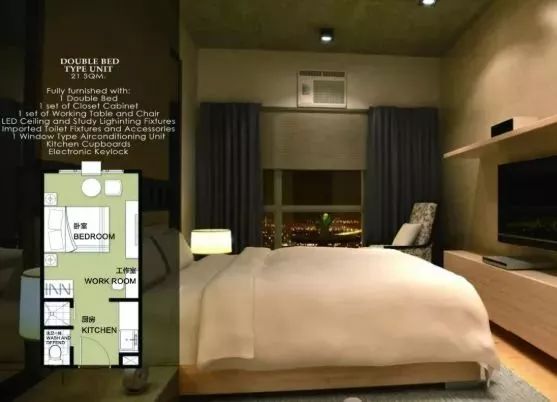 DOUBLE BED
TYPE UNIT
21 SQM.
Fully furnished with:
1 Double Bed
1 set of Closet Cabinet
1 set of Working Table and Chair
LED Ceiling and Study Lighinting Fixtures
Imported Toilet Fixtures and Accessories
1 Window Type Airconditioning Unit
Kitchen Cupboards
Electronic Keylock
卧室
BEDROOM
工作室
WORK ROOM
厨房
KITCHEN
WASH AND
DEFEND